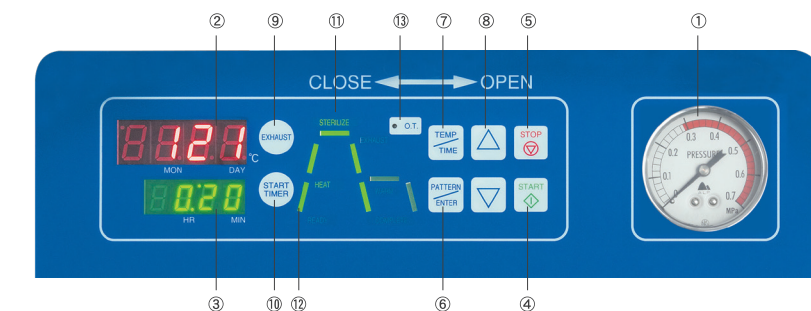 ② ⑨ ⑪ ⑬ ⑦ ⑧ ⑤ ①
CLOSE OPEN
121
°C
MON DAY
0.20
HR MIN
EXHAUST
START
TIMER
STERILIZE
HEAT
O.T.
TEMP
TIME
STOP
PATTERN
ENTER
START
0.3 0.4
0.2 PRESSURE 0.5
0.1 0.6
0 0.7
MPa
③ ⑩ ⑫ ⑥ ④